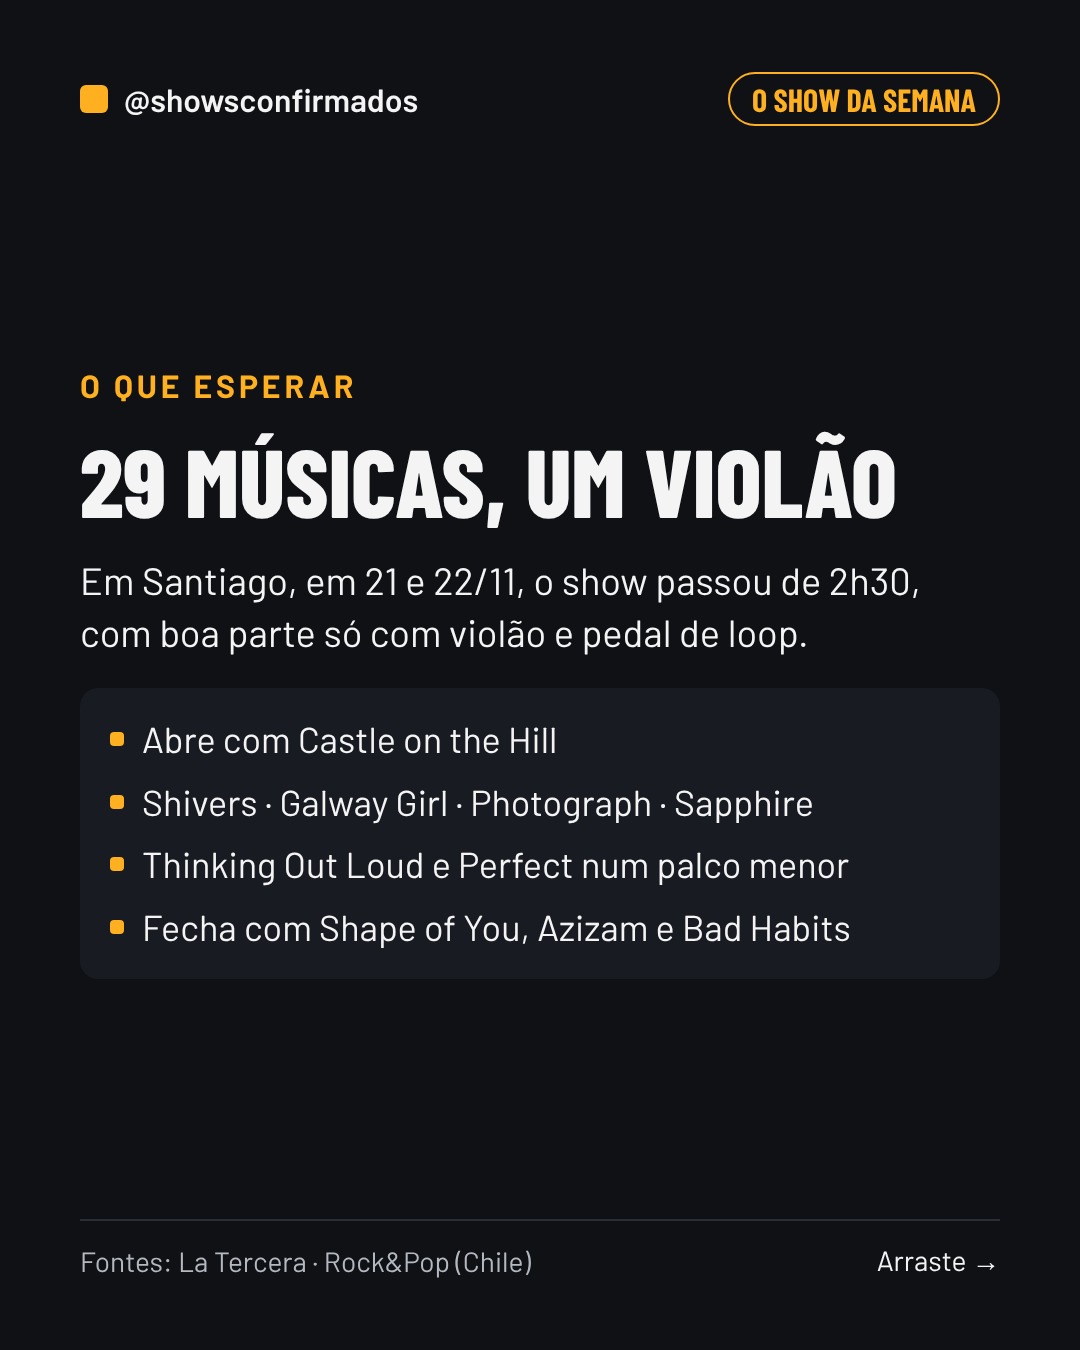 @showsconfirmados
O SHOW DA SEMANA
O QUE ESPERAR
29 MÚSICAS, UM VIOLÃO
Em Santiago, em 21 e 22/11, o show passou de 2h30,
com boa parte só com violão e pedal de loop.
Abre com Castle on the Hill
Shivers · Galway Girl · Photograph · Sapphire
Thinking Out Loud e Perfect num palco menor
Fecha com Shape of You, Azizam e Bad Habits
Fontes: La Tercera · Rock&Pop (Chile)
Arraste →